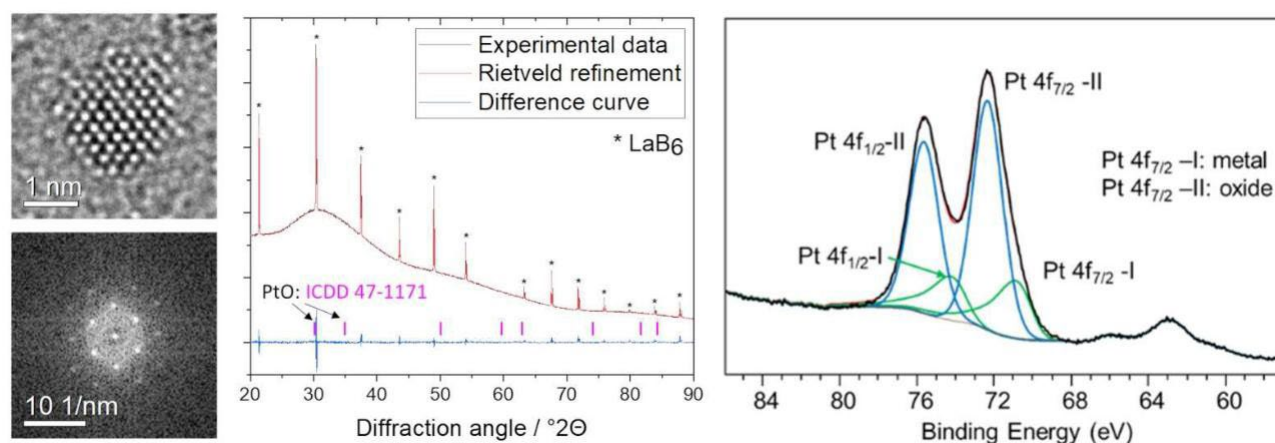 1 nm
10 1/nm
Experimental data
Rietveld refinement
Difference curve
* LaB6
*
*
*
*
*
*
*
*
*
*
*
*
*
PtO: ICDD 47-1171
20 30 40 50 60 70 80 90
Diffraction angle / °2Θ
Pt 4f7/2 -II
Pt 4f1/2-II
Pt 4f7/2 –I: metal
Pt 4f7/2 –II: oxide
Pt 4f1/2-I
Pt 4f7/2 -I
84 80 76 72 68 64 60
Binding Energy (eV)